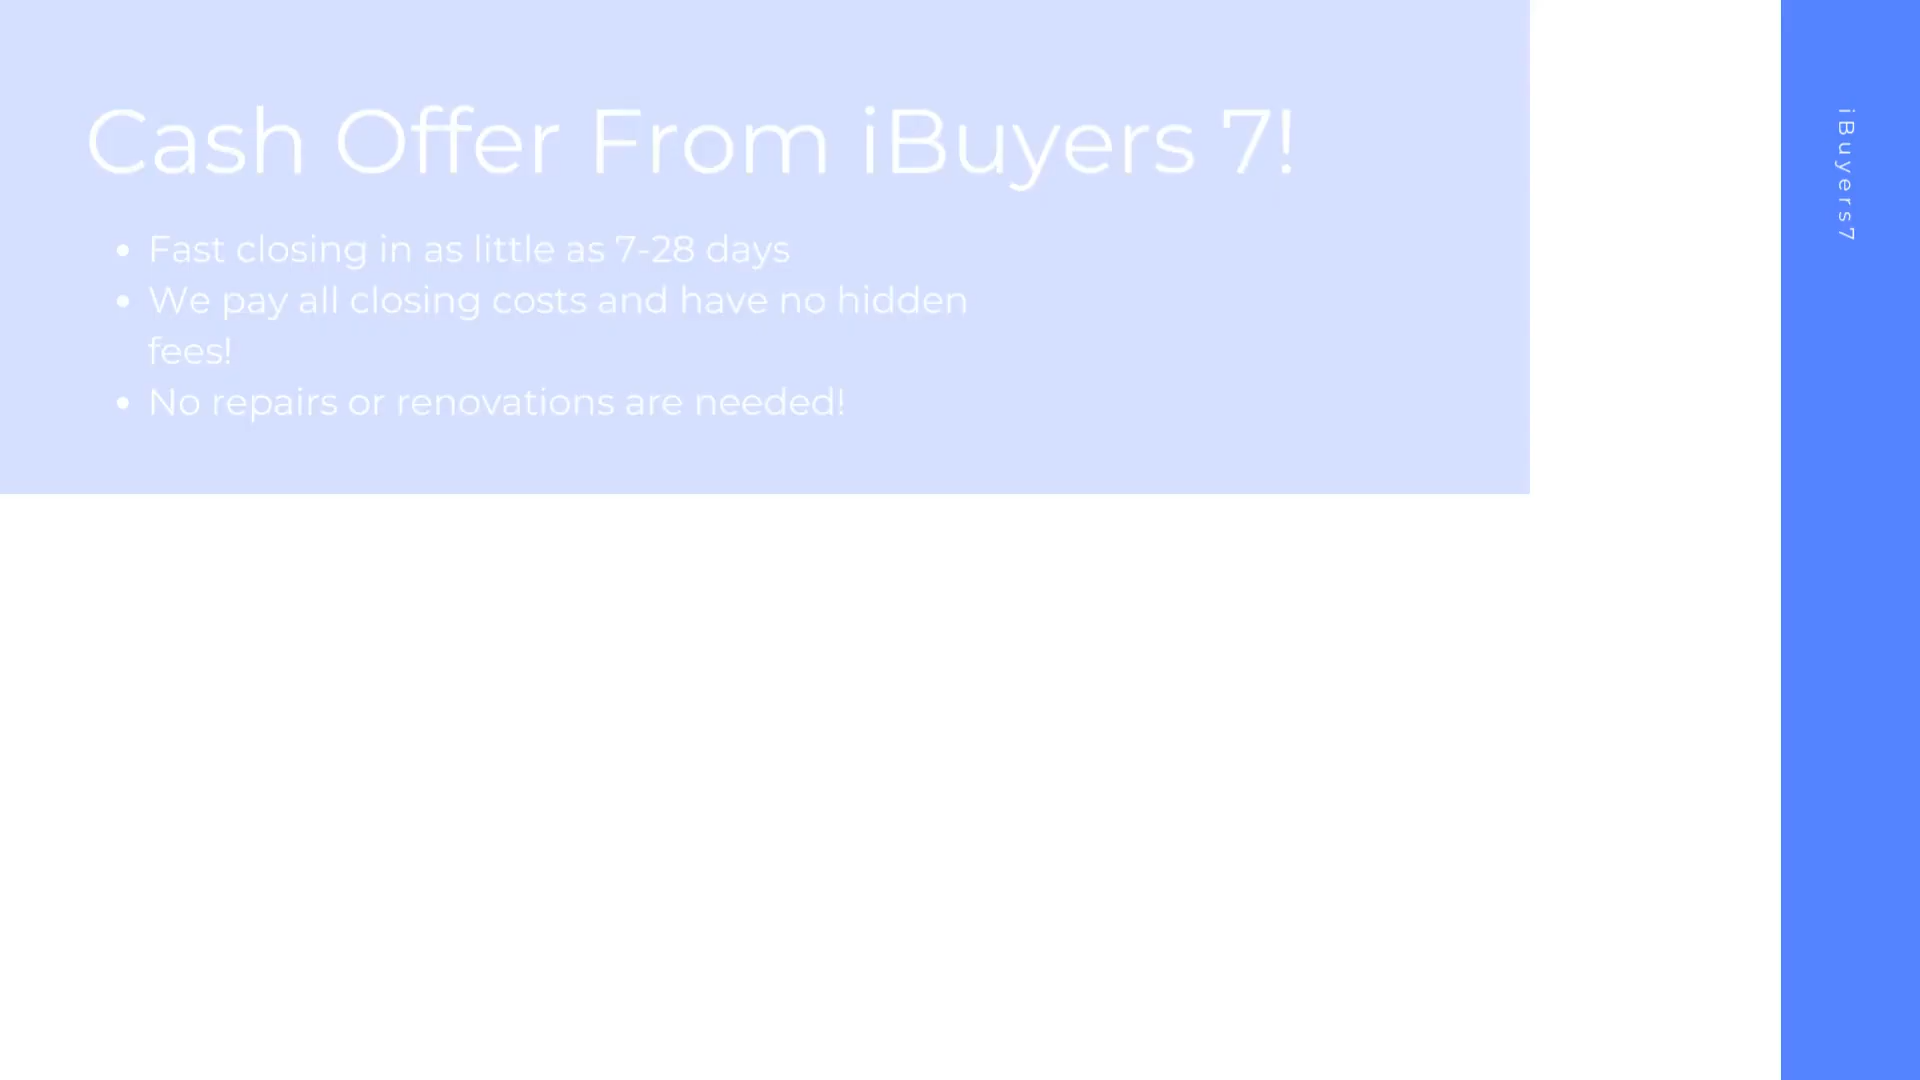 Cash Offer From iBuyers 7!
• Fast closing in as little as 7-28 days
• We pay all closing costs and have no hidden
fees!
• No repairs or renovations are needed!
iBuyers7